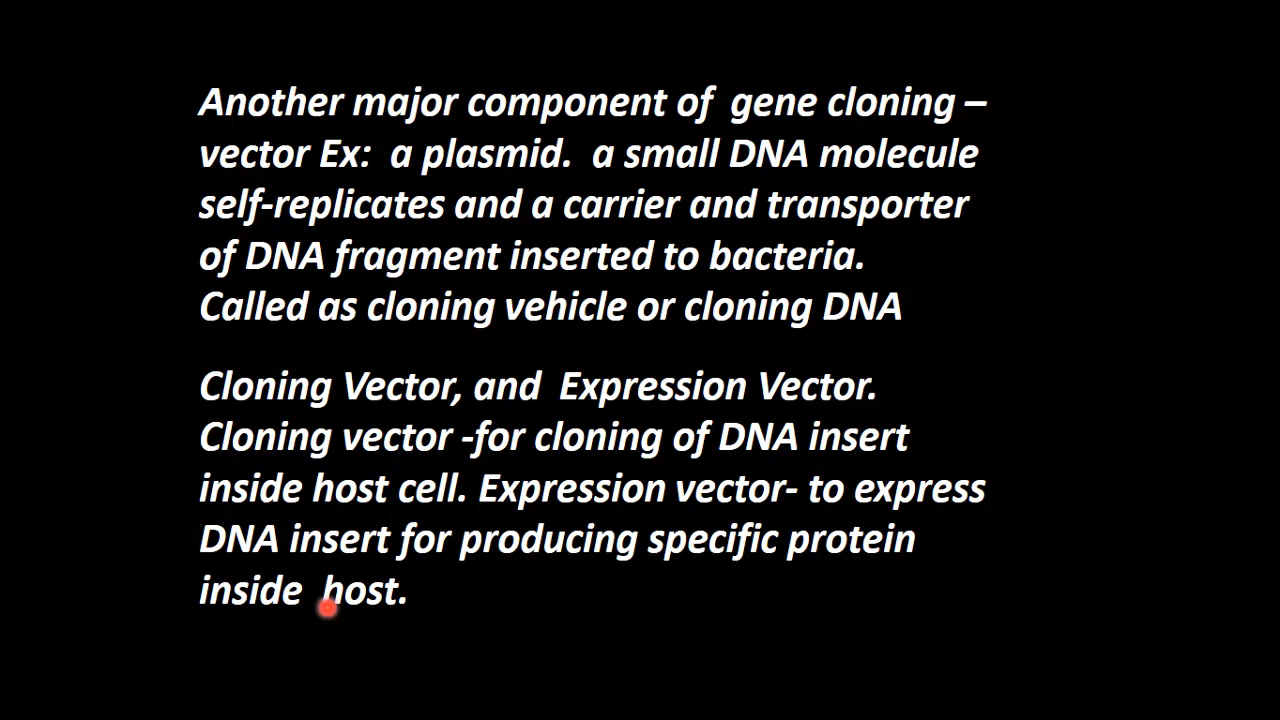 Another major component of gene cloning –
vector Ex: a plasmid. a small DNA molecule
self-replicates and a carrier and transporter
of DNA fragment inserted to bacteria.
Called as cloning vehicle or cloning DNA
Cloning Vector, and Expression Vector.
Cloning vector -for cloning of DNA insert
inside host cell. Expression vector- to express
DNA insert for producing specific protein
inside host.